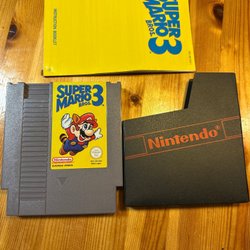 INSTRUCTION BOOKLET
SUPER
MARIO
BROS.
3
SUPER
MARIO
BROS.
3
Nintendo
Nintendo